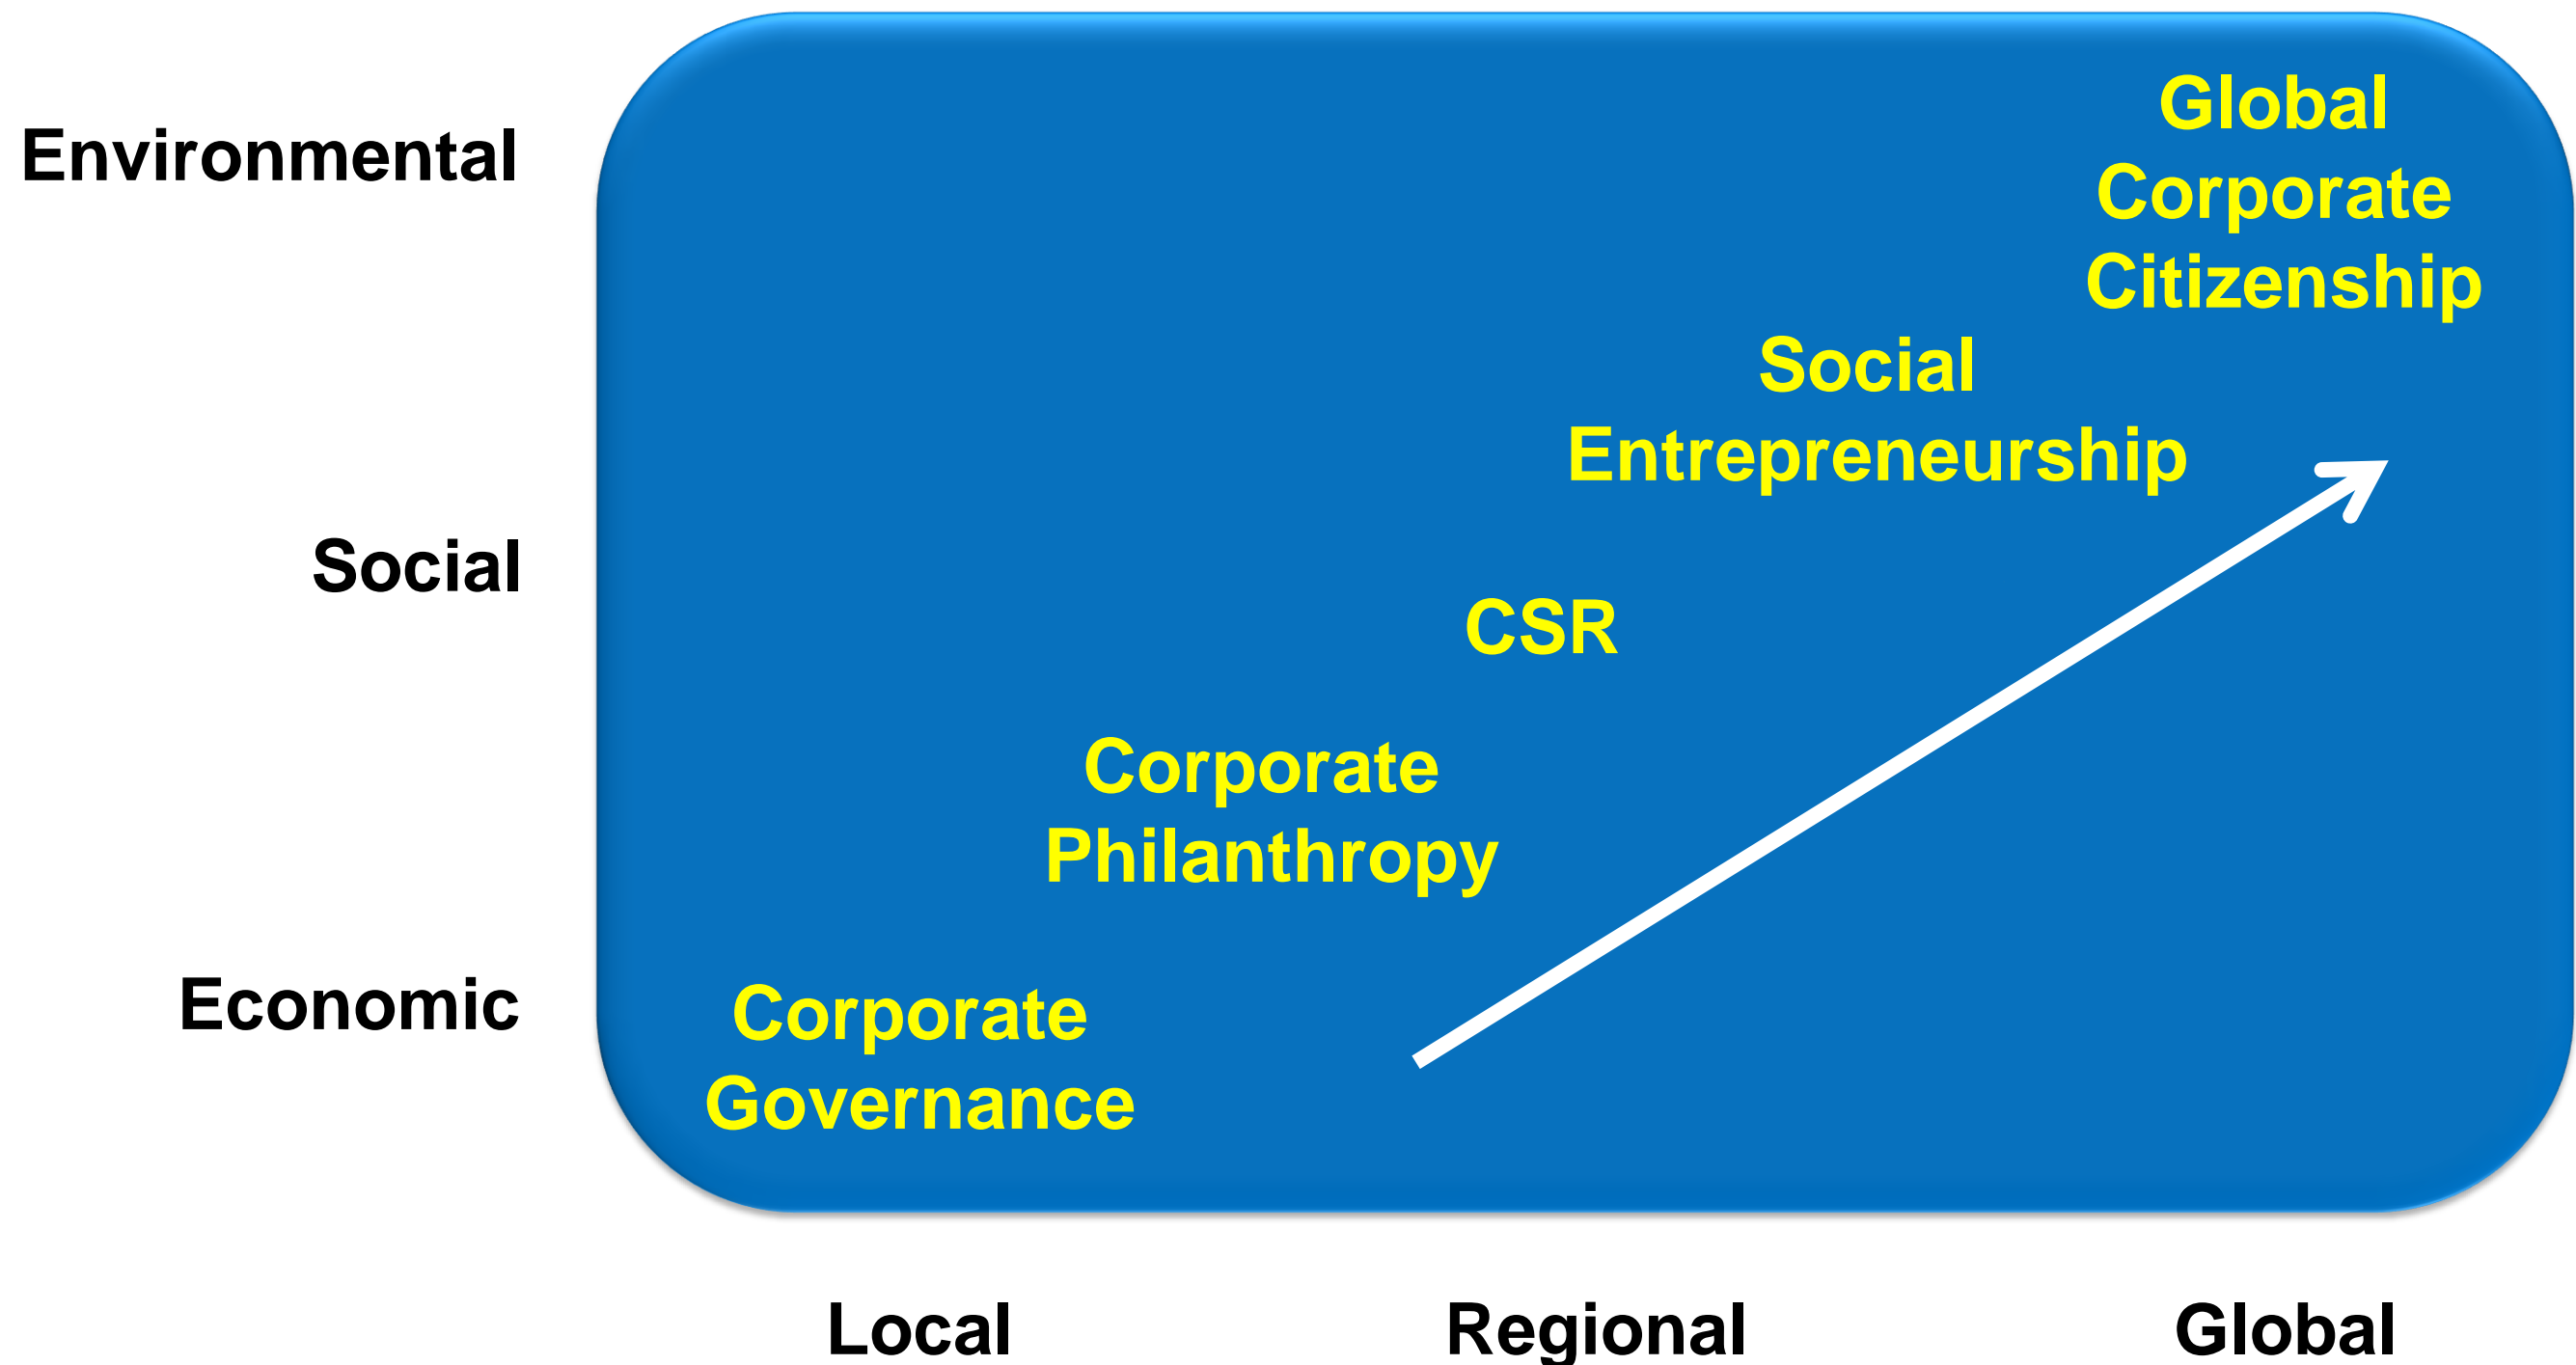 Environmental
Global
Corporate
Citizenship
Social
Entrepreneurship
Social
CSR
Corporate
Philanthropy
Economic
Corporate
Governance
Local
Regional
Global